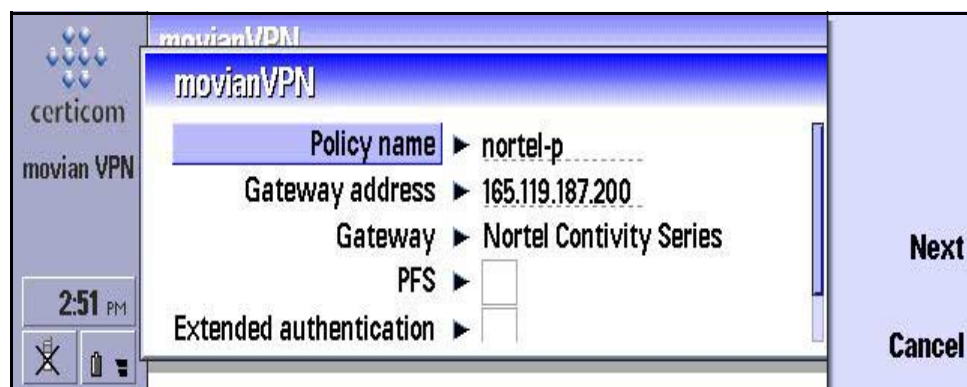 certicom
movian VPN
2:51 PM
movianVPN
movianVPN
Policy name nortel-p
Gateway address 165.119.187.200
Gateway Nortel Contivity Series
PFS
Extended authentication
Next
Cancel